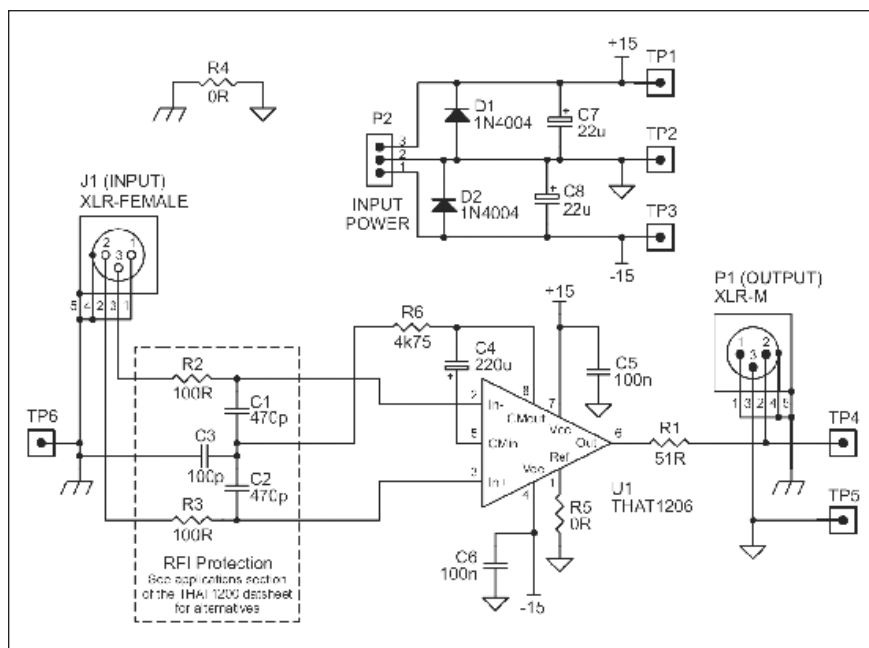 R4
0R
+15
TP1
D1
1N4004
C7
22u
P2
3
2
1
TP2
D2
1N4004
C8
22u
INPUT
POWER
TP3
-15
J1 (INPUT)
XLR-FEMALE
2
3
1
5
4
2
3
1
P1 (OUTPUT)
XLR-M
1
3
2
1
3
2
4
5
+15
R6
4k75
C4
220u
C5
100n
R2
100R
C1
470p
C3
100p
C2
470p
R3
100R
TP6
2
In-
8
CMout
7
Vcc
5
CMin
Out
6
3
In+
Vee
4
Ref
1
R1
51R
TP4
TP5
U1
THAT1206
R5
0R
C6
100n
-15
RFI Protection
See applications section
of the THAT1200 datsheet
for alternatives